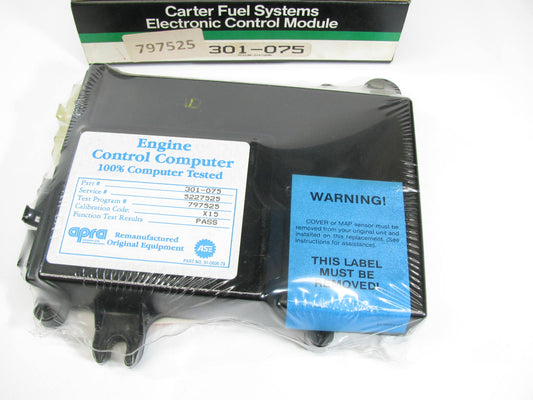 Carter Fuel Systems
Electronic Control Module
797525
301-075
Engine
Control Computer
100% Computer Tested
Part # 301-075
Service # 5227525
Test Program # 797525
Calibration Code. X15
Function Test Results PASS
apra
Remanufactured
Original Equipment
AST
WARNING!
COVER or MAP sensor must be
removed from your original unit and
installed on this replacement. (See
instructions for assistance).
THIS LABEL
MUST BE
REMOVED!